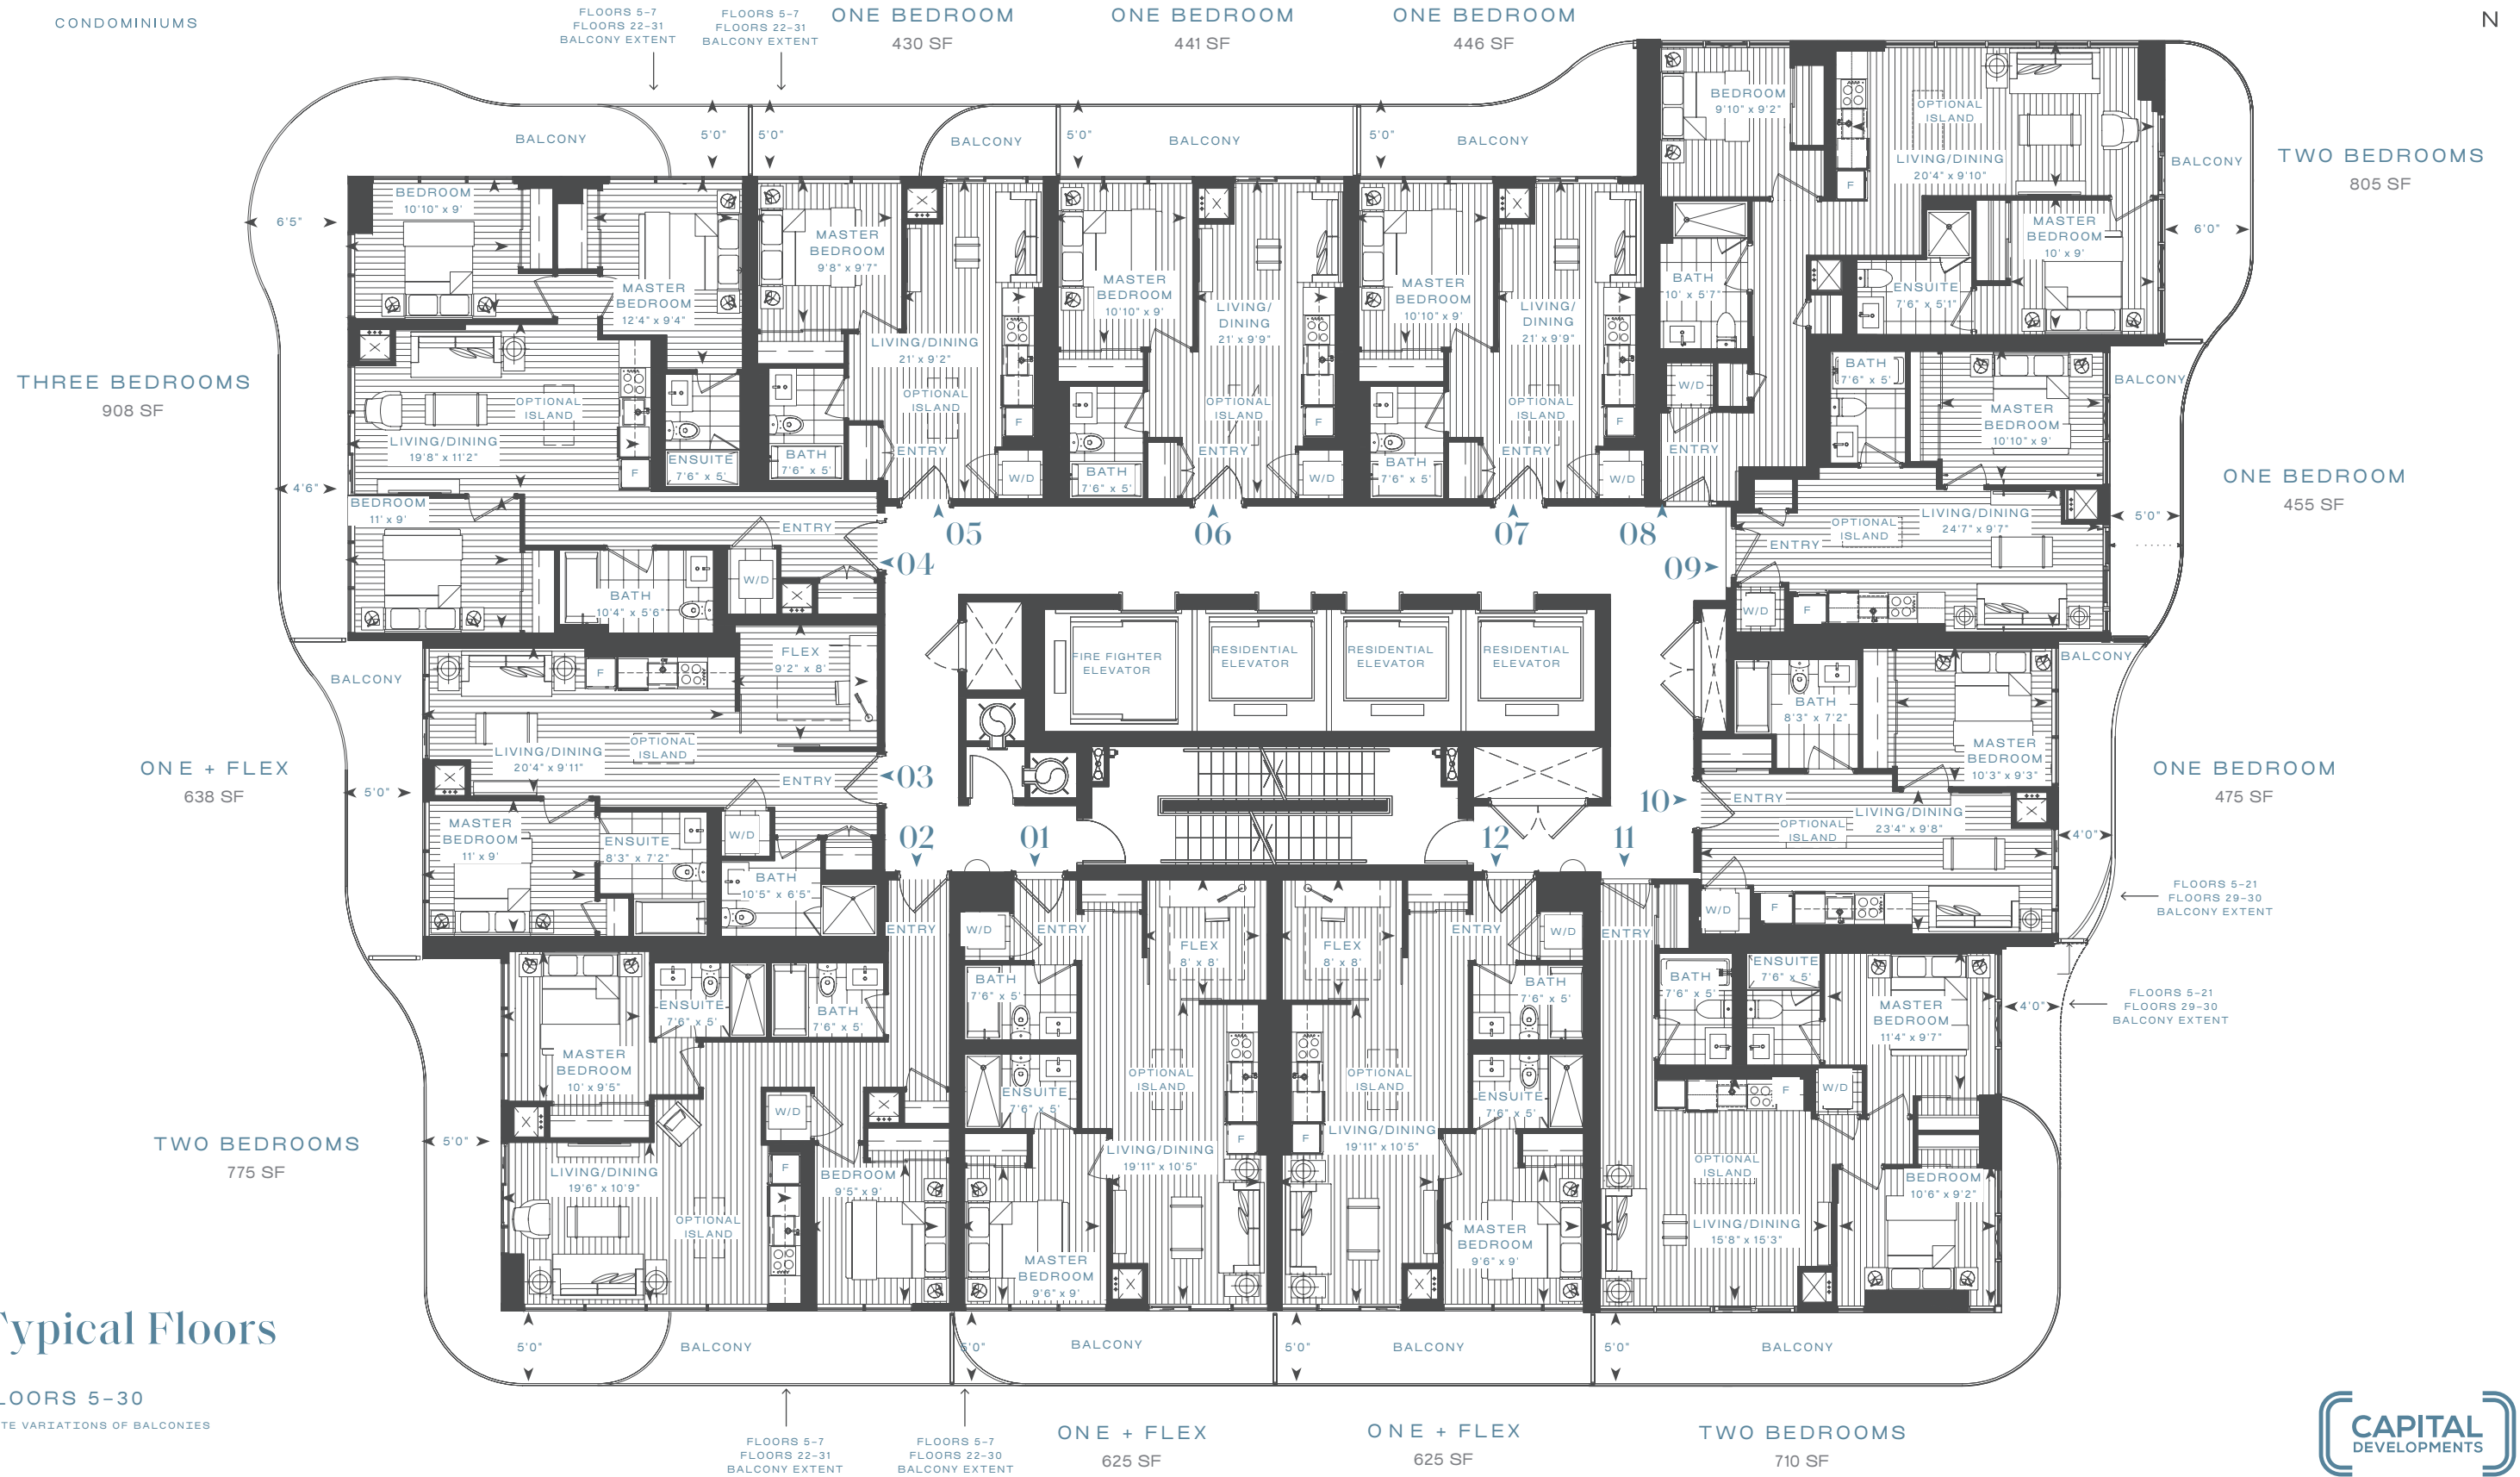 CONDOMINIUMS
FLOORS 5-7
FLOORS 22-31
BALCONY EXTENT
FLOORS 5-7
FLOORS 22-31
BALCONY EXTENT
ONE BEDROOM
430 SF
ONE BEDROOM
441 SF
ONE BEDROOM
446 SF
N
TWO BEDROOMS
805 SF
THREE BEDROOMS
908 SF
ONE BEDROOM
455 SF
ONE + FLEX
638 SF
ONE BEDROOM
475 SF
TWO BEDROOMS
775 SF
FLOORS 5-21
FLOORS 29-30
BALCONY EXTENT
FLOORS 5-21
FLOORS 29-30
BALCONY EXTENT
BALCONY
5'0"
6'5"
4'6"
BEDROOM
10'10" x 9'
MASTER
BEDROOM
12'4" x 9'4"
OPTIONAL
ISLAND
LIVING/DINING
19'8" x 11'2"
F
ENSUITE
7'6" x 5'
BEDROOM
11' x 9'
ENTRY
BATH
10'4" x 5'6"
W/D
04
5'0"
BALCONY
MASTER
BEDROOM
9'8" x 9'7"
LIVING/DINING
21' x 9'2"
OPTIONAL
ISLAND
F
BATH
7'6" x 5'
ENTRY
W/D
05
5'0"
BALCONY
MASTER
BEDROOM
10'10" x 9'
LIVING/
DINING
21' x 9'9"
OPTIONAL
ISLAND
F
ENTRY
BATH
7'6" x 5'
W/D
06
5'0"
BALCONY
MASTER
BEDROOM
10'10" x 9'
LIVING/
DINING
21' x 9'9"
OPTIONAL
ISLAND
F
ENTRY
BATH
7'6" x 5'
W/D
07
BEDROOM
9'10" x 9'2"
OPTIONAL
ISLAND
LIVING/DINING
20'4" x 9'10"
F
BALCONY
6'0"
MASTER
BEDROOM
10' x 9'
BATH
10' x 5'7"
ENSUITE
7'6" x 5'1"
W/D
ENTRY
08
BATH
7'6" x 5'
MASTER
BEDROOM
10'10" x 9'
BALCONY
LIVING/DINING
24'7" x 9'7"
OPTIONAL
ISLAND
ENTRY
5'0"
09
W/D
F
FIRE FIGHTER
ELEVATOR
RESIDENTIAL
ELEVATOR
RESIDENTIAL
ELEVATOR
RESIDENTIAL
ELEVATOR
BALCONY
F
FLEX
9'2" x 8'
LIVING/DINING
20'4" x 9'11"
OPTIONAL
ISLAND
ENTRY
03
5'0"
MASTER
BEDROOM
11' x 9'
ENSUITE
8'3" x 7'2"
W/D
BATH
10'5" x 6'5"
BALCONY
BATH
8'3" x 7'2"
MASTER
BEDROOM
10'3" x 9'3"
10
ENTRY
LIVING/DINING
23'4" x 9'8"
OPTIONAL
ISLAND
4'0"
W/D
F
02
ENTRY
ENSUITE
7'6" x 5'
BATH
7'6" x 5'
MASTER
BEDROOM
10' x 9'5"
W/D
5'0"
LIVING/DINING
19'6" x 10'9"
F
BEDROOM
9'5" x 9'
OPTIONAL
ISLAND
5'0"
BALCONY
01
W/D
ENTRY
FLEX
8' x 8'
BATH
7'6" x 5'
OPTIONAL
ISLAND
ENSUITE
7'6" x 5'
F
LIVING/DINING
19'11" x 10'5"
MASTER
BEDROOM
9'6" x 9'
5'0"
BALCONY
12
FLEX
8' x 8'
ENTRY
W/D
BATH
7'6" x 5'
OPTIONAL
ISLAND
ENSUITE
7'6" x 5'
LIVING/DINING
19'11" x 10'5"
F
MASTER
BEDROOM
9'6" x 9'
5'0"
BALCONY
11
ENTRY
BATH
7'6" x 5'
ENSUITE
7'6" x 5'
MASTER
BEDROOM
11'4" x 9'7"
4'0"
F
W/D
OPTIONAL
ISLAND
BEDROOM
10'6" x 9'2"
LIVING/DINING
15'8" x 15'3"
5'0"
BALCONY
Typical Floors
LOORS 5-30
TE VARIATIONS OF BALCONIES
FLOORS 5-7
FLOORS 22-31
BALCONY EXTENT
FLOORS 5-7
FLOORS 22-30
BALCONY EXTENT
ONE + FLEX
625 SF
ONE + FLEX
625 SF
TWO BEDROOMS
710 SF
CAPITAL
DEVELOPMENTS